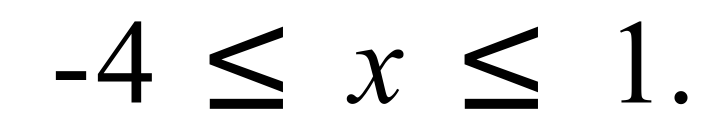 -4 ≤ x ≤ 1.